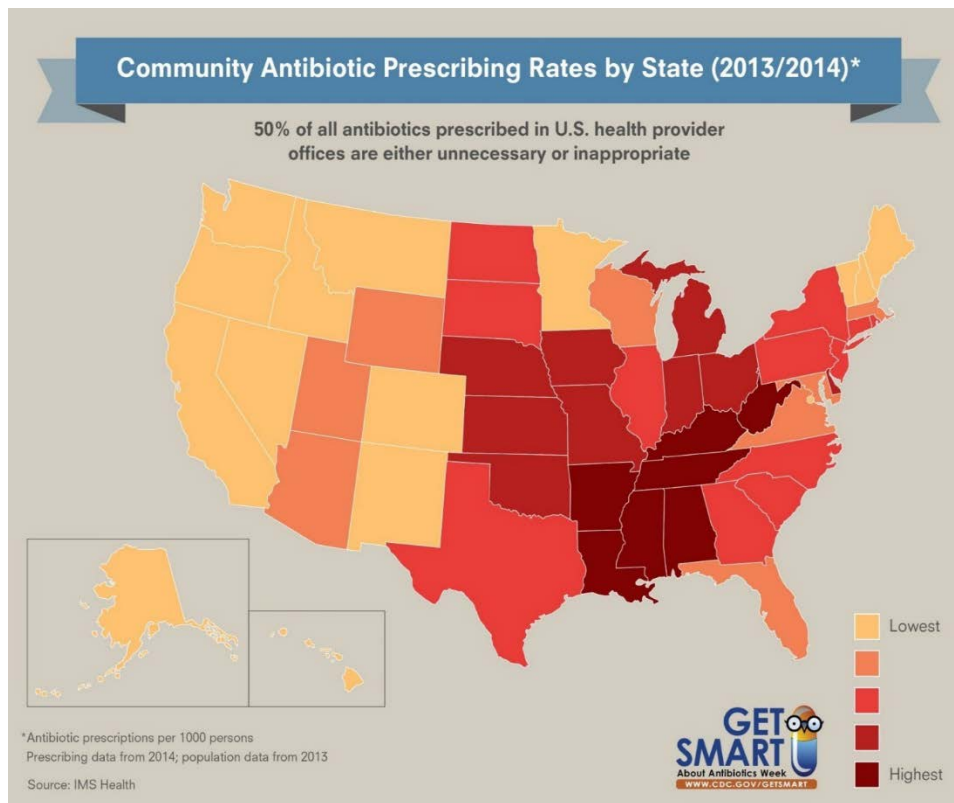 Community Antibiotic Prescribing Rates by State (2013/2014)*
50% of all antibiotics prescribed in U.S. health provider
offices are either unnecessary or inappropriate
Lowest
Highest
*Antibiotic prescriptions per 1000 persons
Prescribing data from 2014; population data from 2013
Source: IMS Health
GET
SMART
About Antibiotics Week
WWW.CDC.GOV/GETSMART